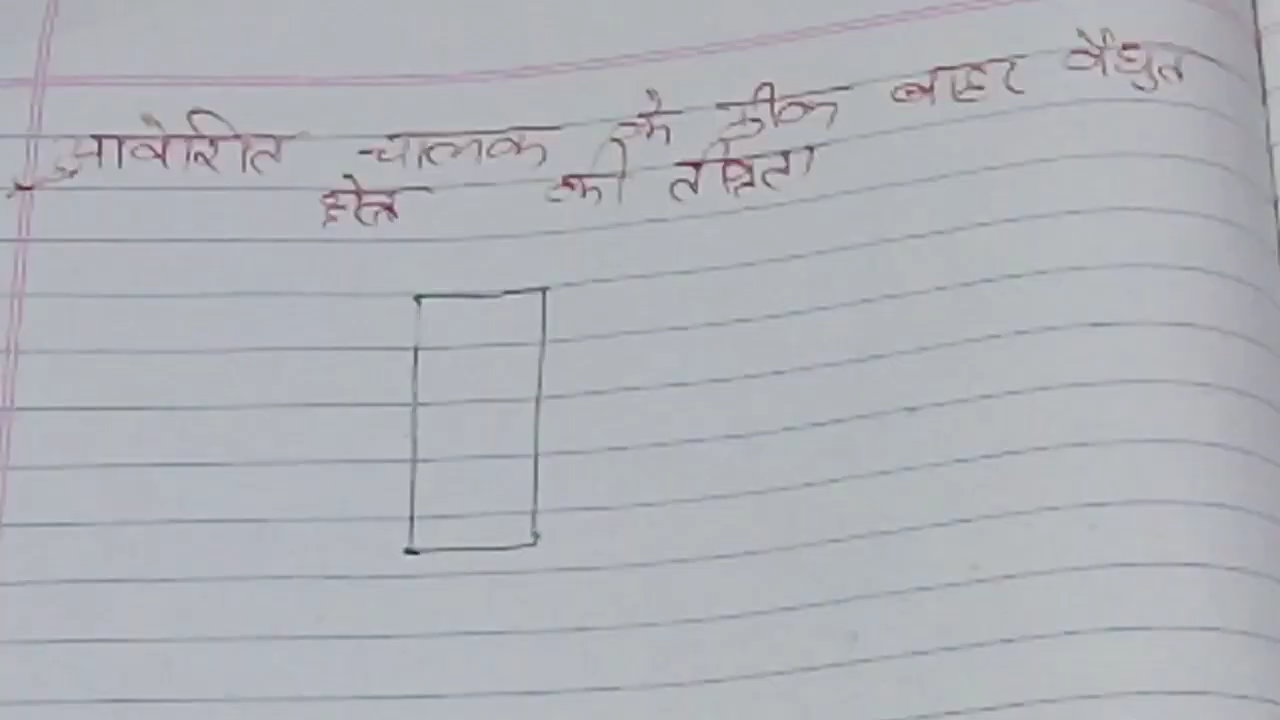 आवेशित चालक के ठीक बाहर वैधुत
क्षेत्र की तीव्रता